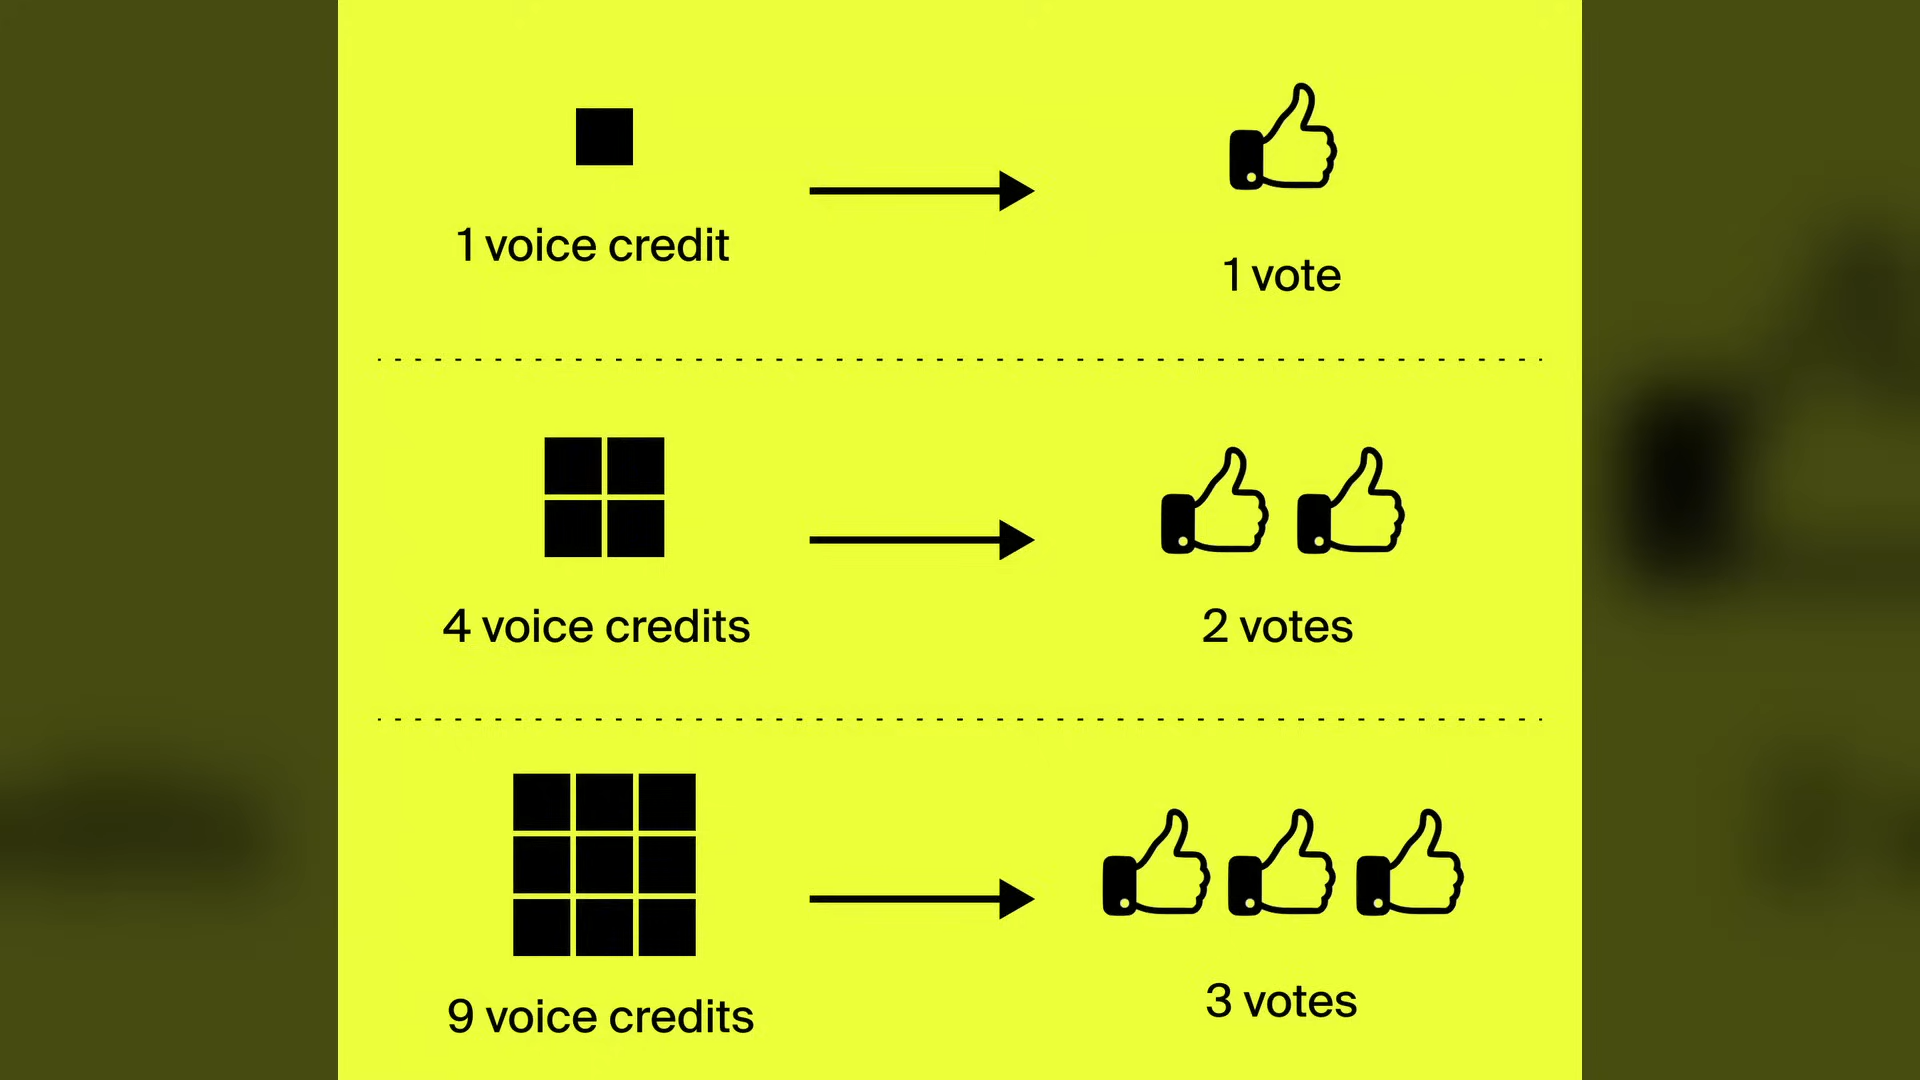 1 voice credit
1 vote
4 voice credits
2 votes
9 voice credits
3 votes